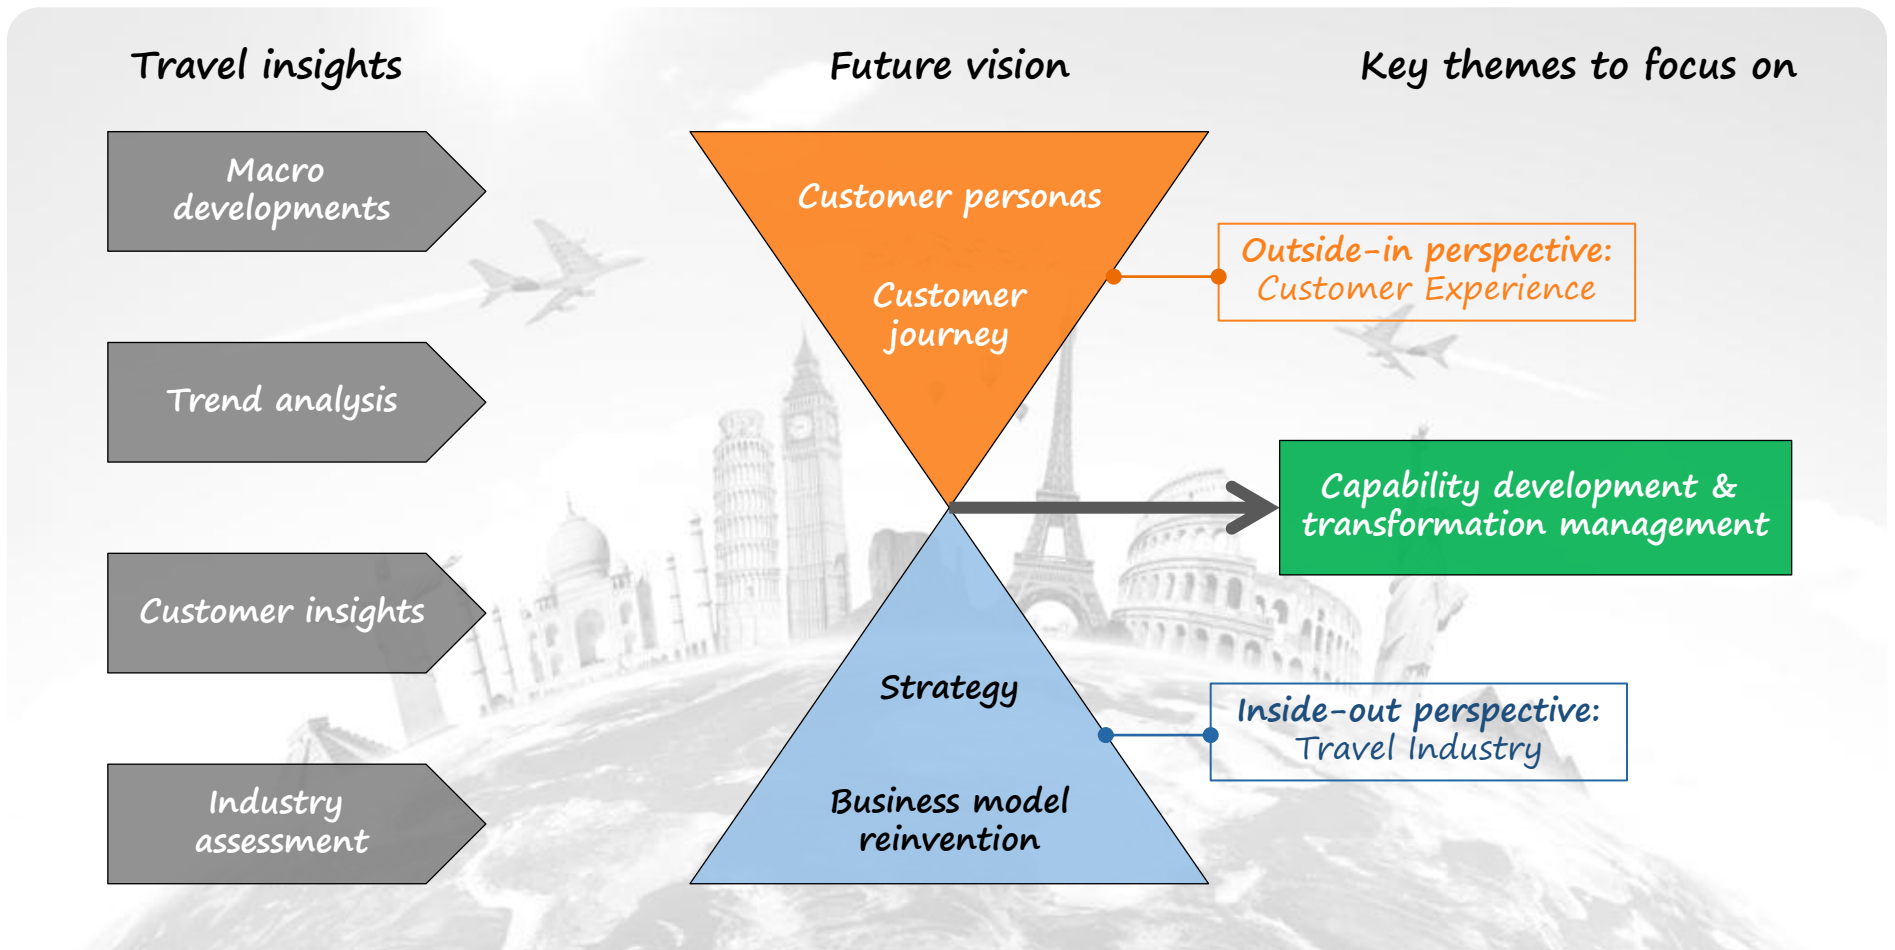 Travel insights
Future vision
Key themes to focus on
Macro
developments
Trend analysis
Customer insights
Industry
assessment
Customer personas
Customer
journey
Strategy
Business model
reinvention
Outside-in perspective:
Customer Experience
Capability development &
transformation management
Inside-out perspective:
Travel Industry